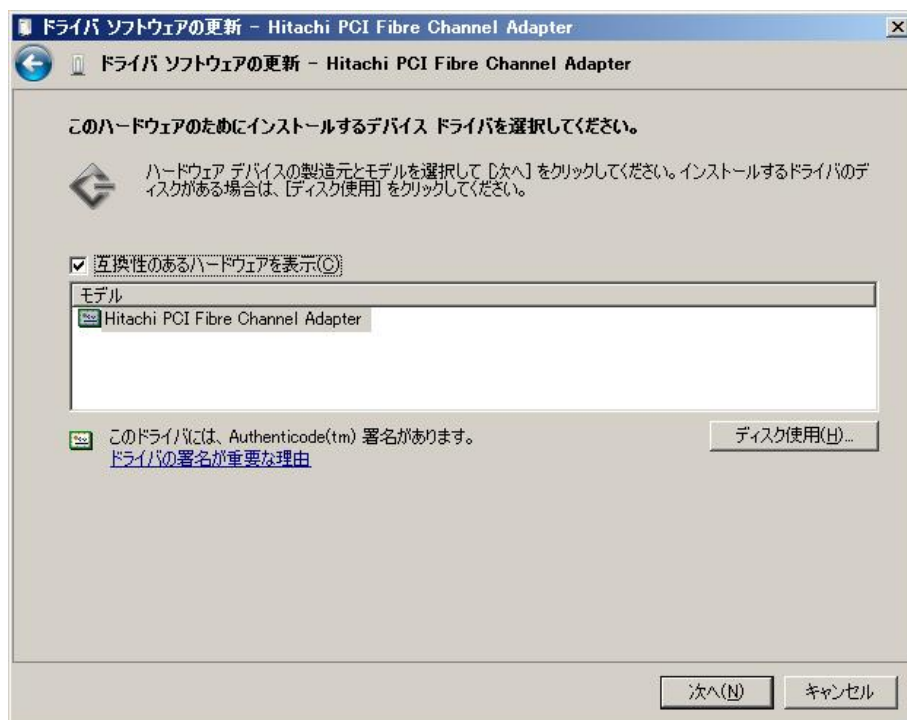 ドライバ ソフトウェアの更新 - Hitachi PCI Fibre Channel Adapter
ドライバ ソフトウェアの更新 - Hitachi PCI Fibre Channel Adapter
このハードウェアのためにインストールするデバイス ドライバを選択してください。
ハードウェア デバイスの製造元とモデルを選択して [次へ] をクリックしてください。インストールするドライバのデ
ィスクがある場合は、[ディスク使用] をクリックしてください。
互換性のあるハードウェアを表示(C)
モデル
Hitachi PCI Fibre Channel Adapter
このドライバには、Authenticode(tm) 署名があります。
ディスク使用(H)...
ドライバの署名が重要な理由
次へ(N)
キャンセル